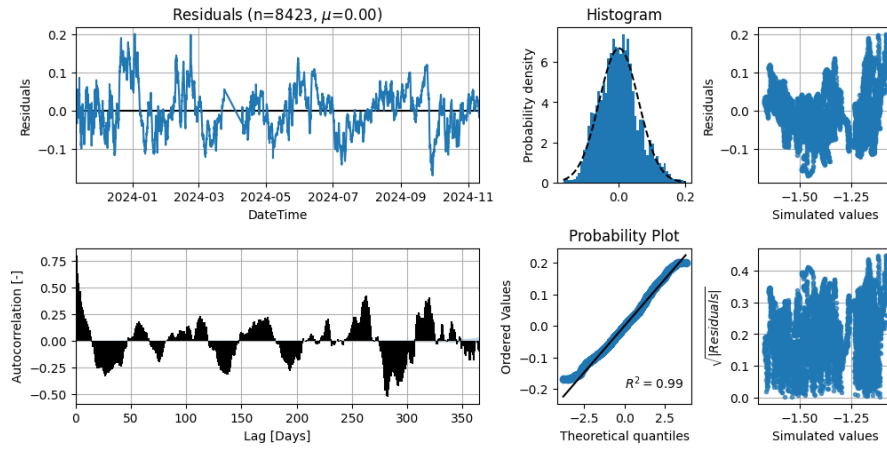 Residuals (n=8423, μ=0.00)
Residuals
0.2
0.1
0.0
−0.1
2024-01 2024-03 2024-05 2024-07 2024-09 2024-11
DateTime
Histogram
Probability density
6
4
2
0
0.0 0.2
Residuals
0.2
0.1
0.0
−0.1
−1.50 −1.25
Simulated values
Autocorrelation [-]
0.75
0.50
0.25
0.00
−0.25
−0.50
0 50 100 150 200 250 300 350
Lag [Days]
Probability Plot
Ordered Values
0.2
0.1
0.0
−0.1
−0.2
R² = 0.99
−2.5 0.0 2.5
Theoretical quantiles
√|Residuals|
0.4
0.3
0.2
0.1
0.0
−1.50 −1.25
Simulated values